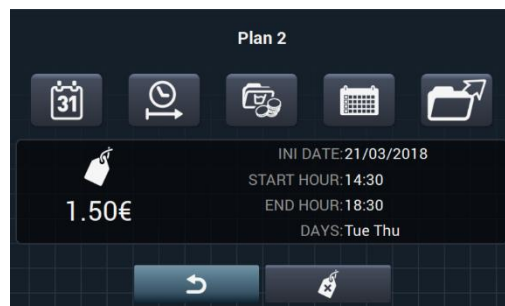 Plan 2
31
INI DATE:21/03/2018
START HOUR:14:30
1.50€
END HOUR:18:30
DAYS:Tue Thu